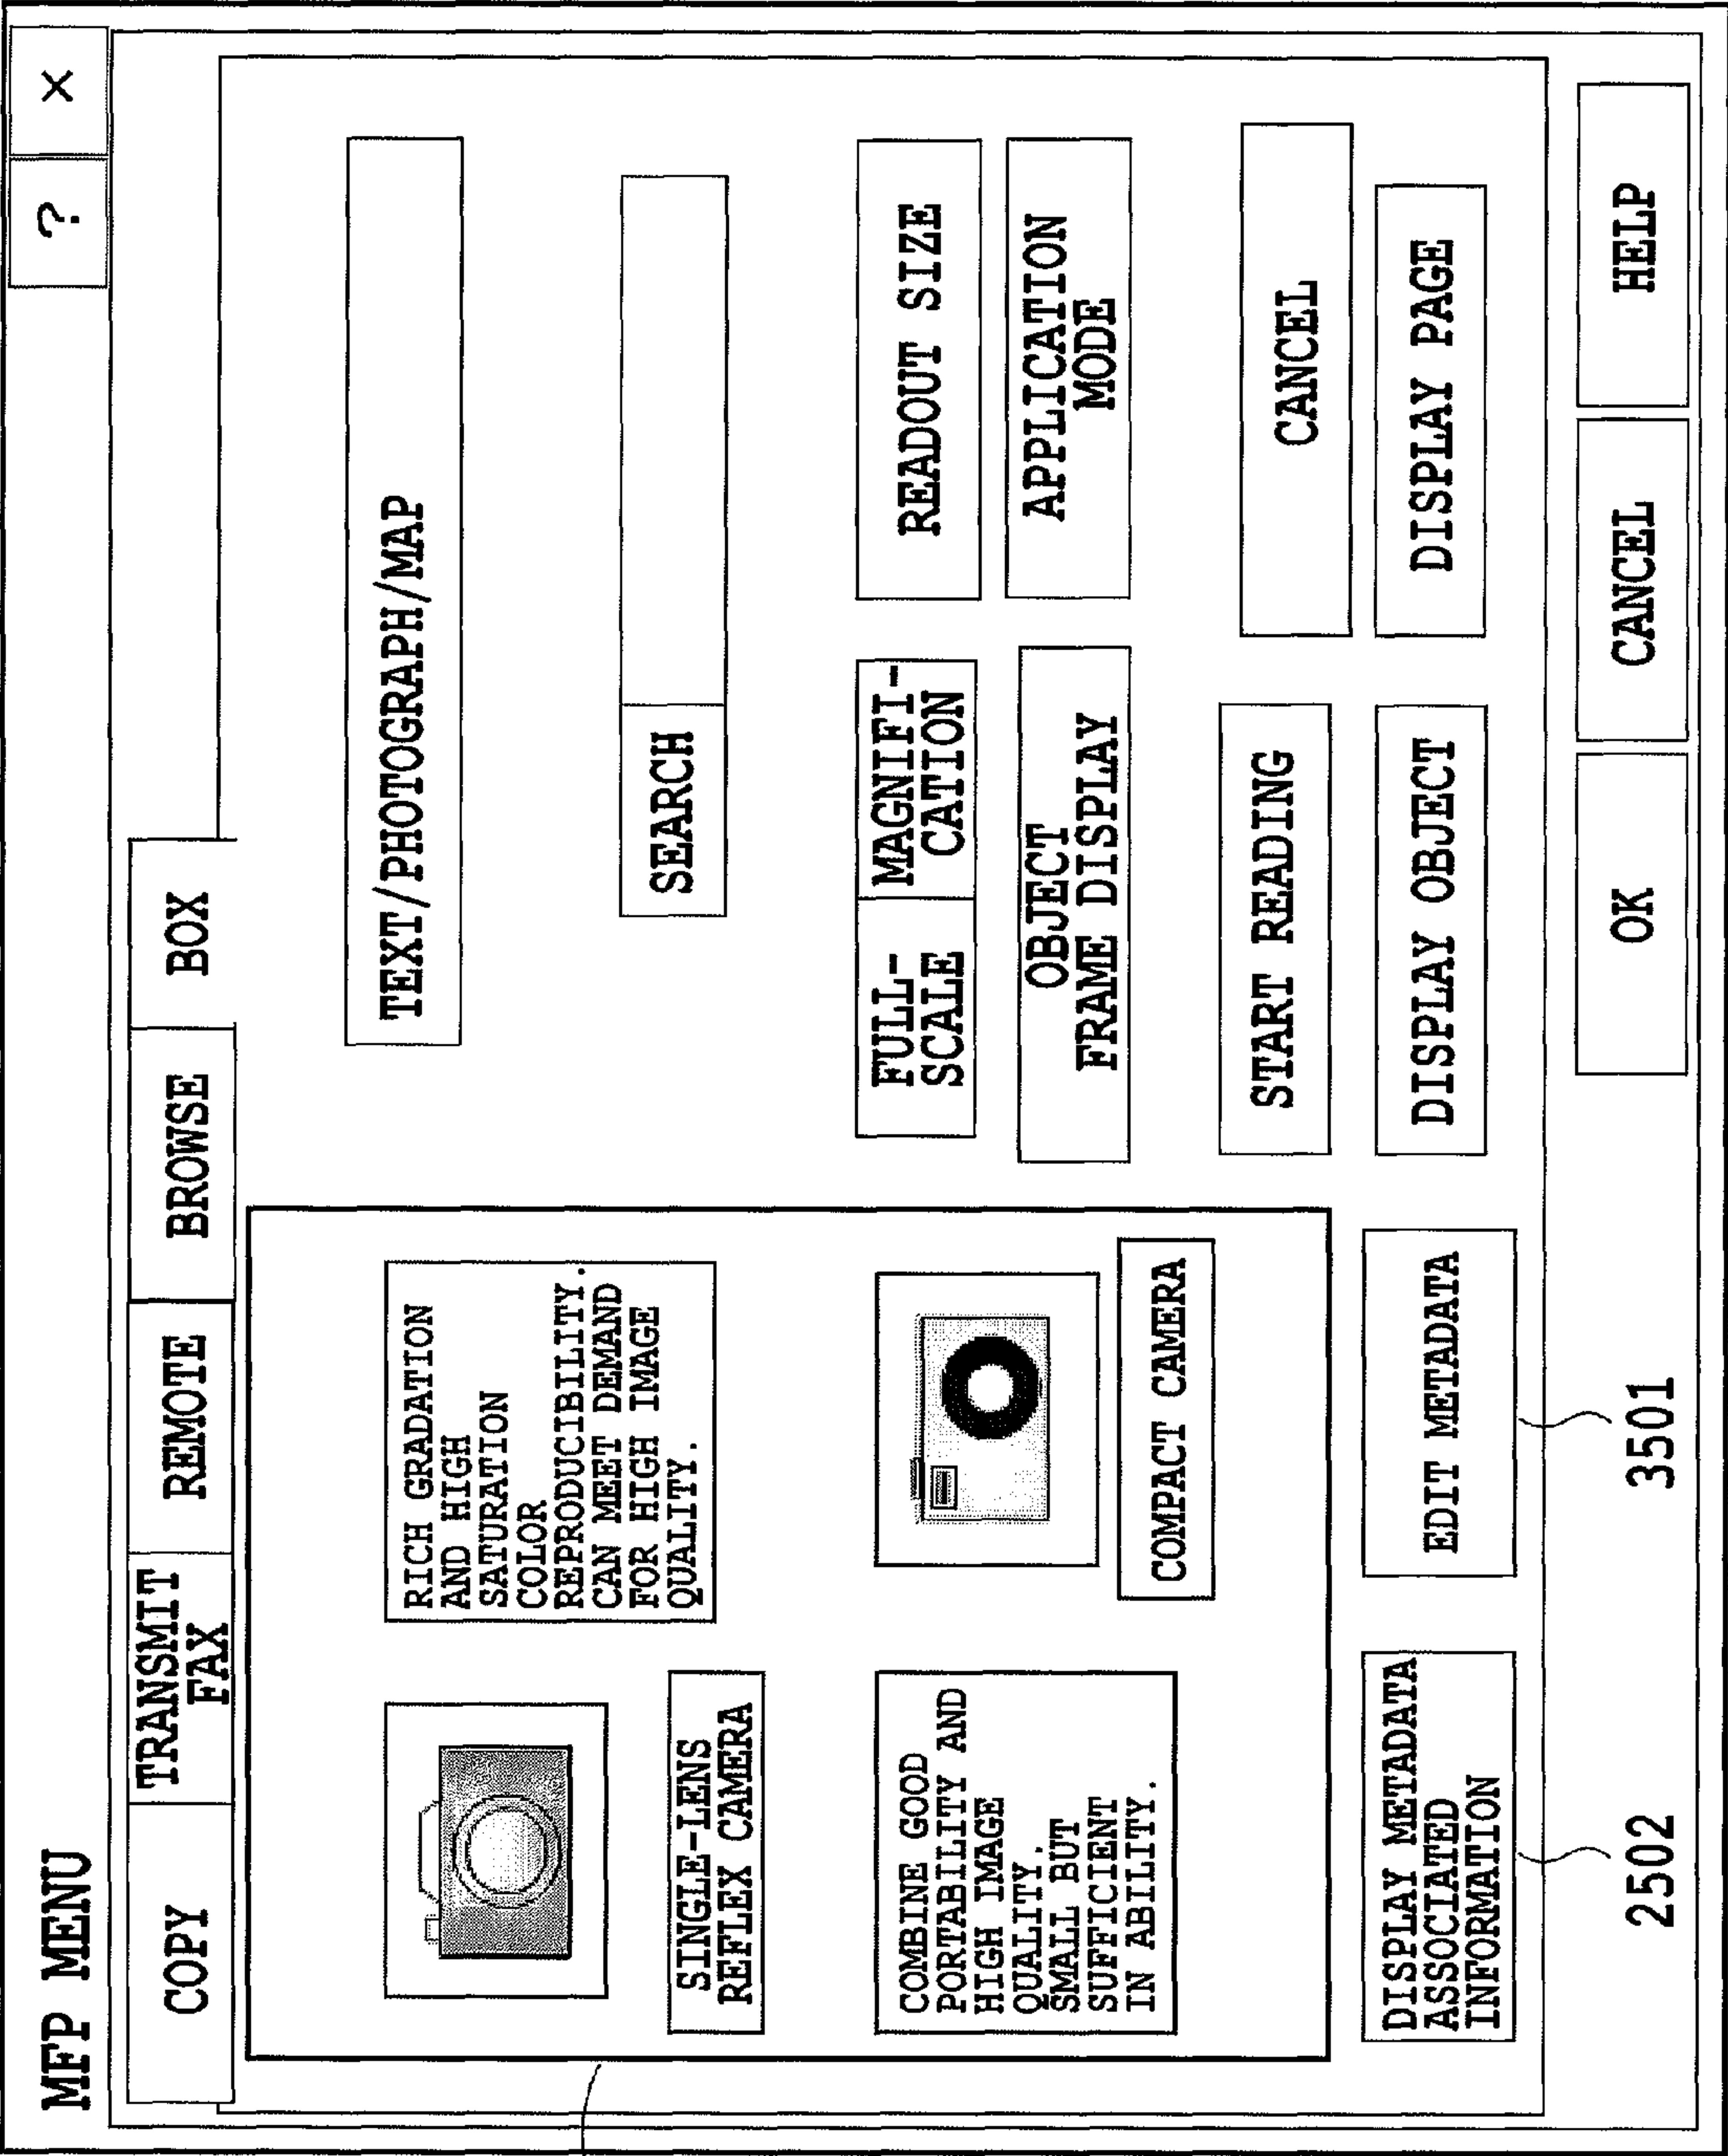 MFP MENU
?
×
COPY
TRANSMIT
FAX
REMOTE
BROWSE
BOX
RICH GRADATION
AND HIGH
SATURATION
COLOR
REPRODUCIBILITY.
CAN MEET DEMAND
FOR HIGH IMAGE
QUALITY.
SINGLE-LENS
REFLEX CAMERA
COMBINE GOOD
PORTABILITY AND
HIGH IMAGE
QUALITY.
SMALL BUT
SUFFICIENT
IN ABILITY.
COMPACT CAMERA
TEXT/PHOTOGRAPH/MAP
SEARCH
FULL-
SCALE
MAGNIFI-
CATION
READOUT SIZE
OBJECT
FRAME DISPLAY
APPLICATION
MODE
START READING
CANCEL
DISPLAY METADATA
ASSOCIATED
INFORMATION
EDIT METADATA
DISPLAY OBJECT
DISPLAY PAGE
OK
CANCEL
HELP
2502
3501